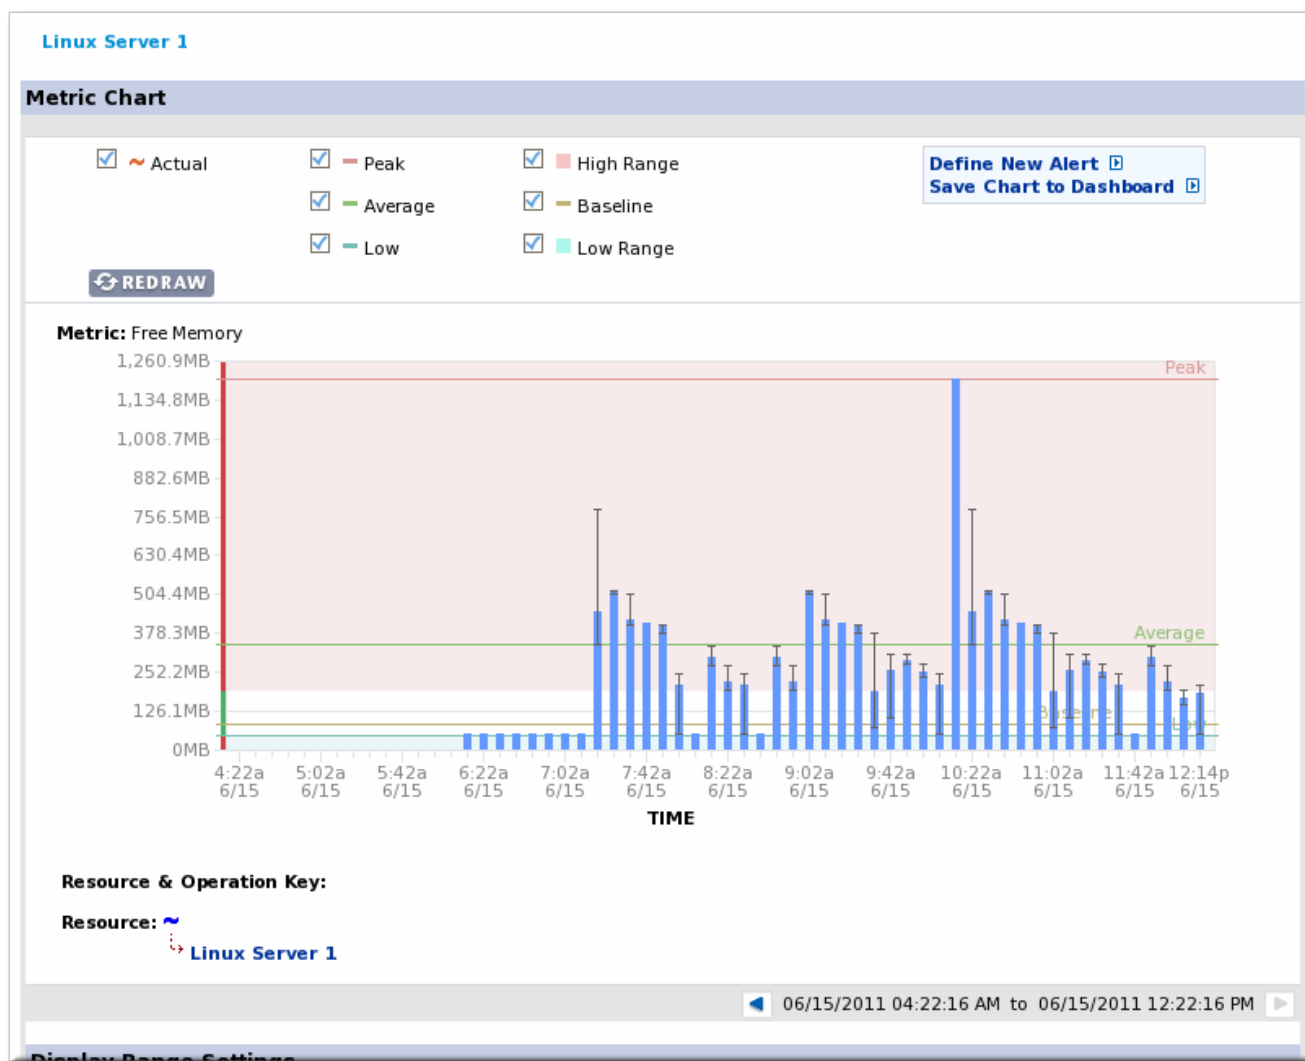 Linux Server 1
Metric Chart
~ Actual
Peak
High Range
Define New Alert
Average
Baseline
Save Chart to Dashboard
Low
Low Range
REDRAW
Metric: Free Memory
1,260.9MB
Peak
1,134.8MB
1,008.7MB
882.6MB
756.5MB
630.4MB
504.4MB
378.3MB
Average
252.2MB
126.1MB
Baseline
Low
0MB
4:22a 5:02a 5:42a 6:22a 7:02a 7:42a 8:22a 9:02a 9:42a 10:22a 11:02a 11:42a 12:14p
6/15 6/15 6/15 6/15 6/15 6/15 6/15 6/15 6/15 6/15 6/15 6/15 6/15
TIME
Resource & Operation Key:
Resource: ~
Linux Server 1
06/15/2011 04:22:16 AM to 06/15/2011 12:22:16 PM
Display Range Settings